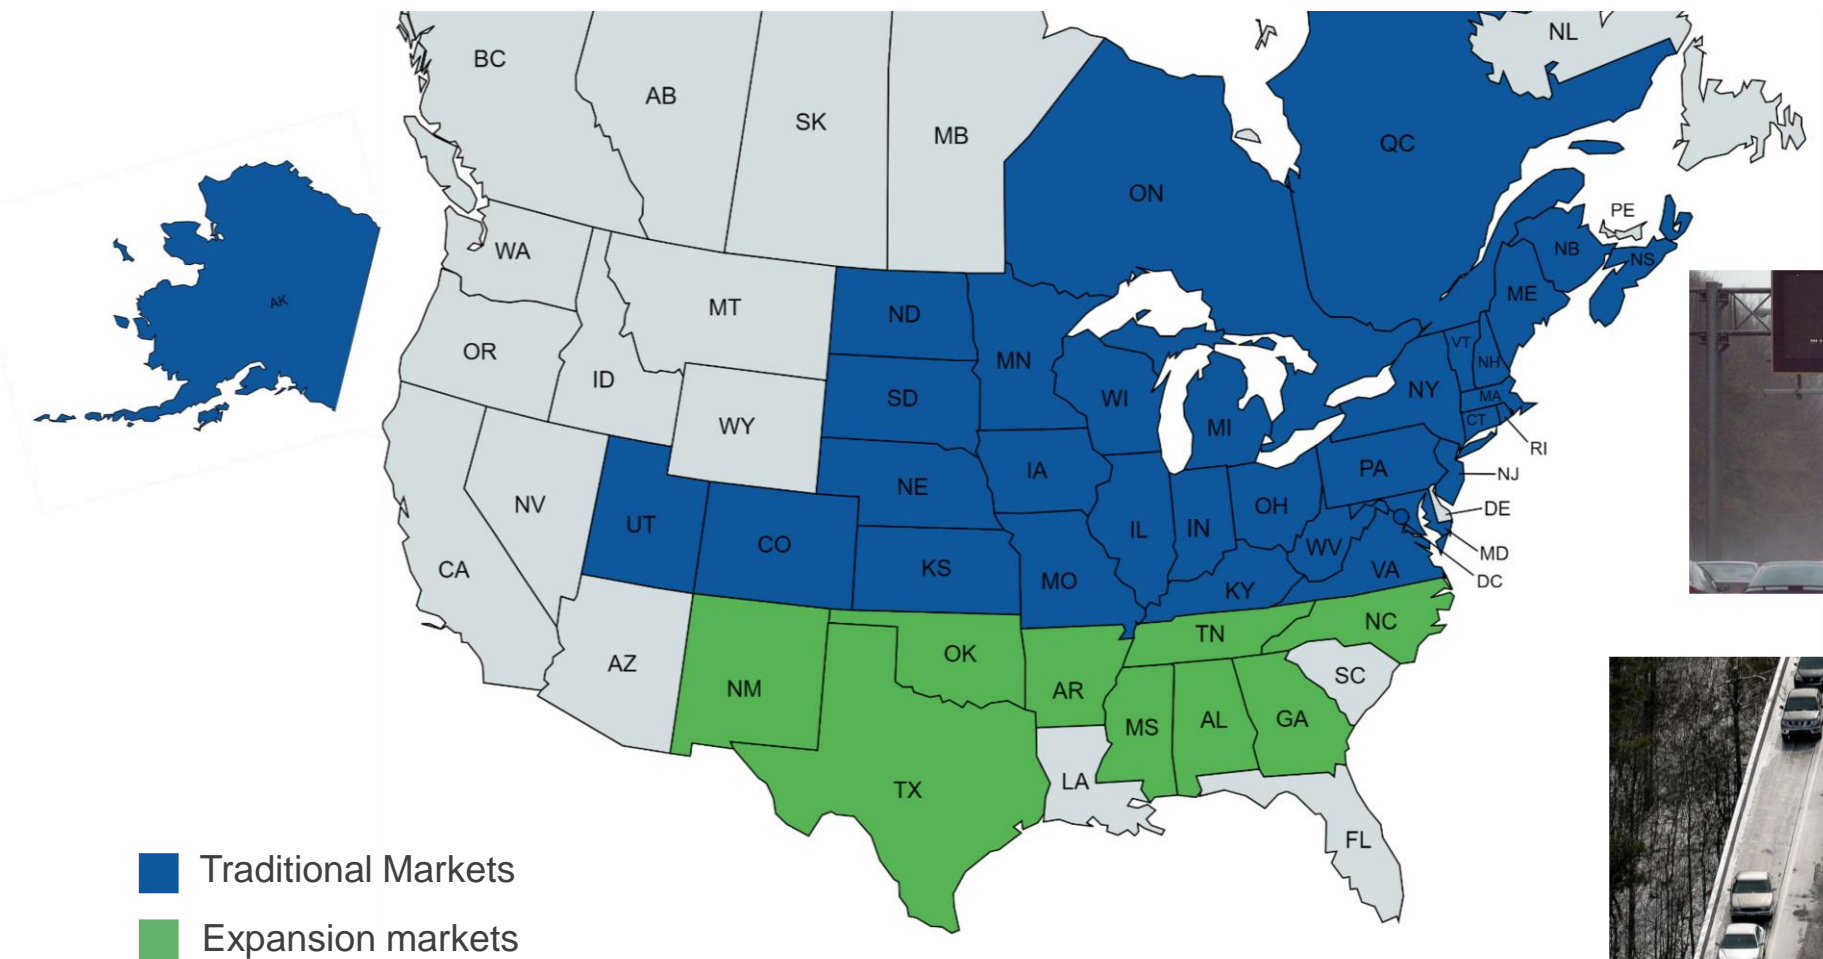 NL
BC
AB
SK
MB
QC
ON
PE
WA
NB
NS
AK
MT
ND
ME
OR
ID
MN
VT
NH
SD
WI
NY
MA
WY
MI
CT
RI
IA
PA
NJ
NE
NV
UT
OH
DE
CO
IL
IN
WV
MD
CA
KS
MO
KY
VA
DC
TN
NC
AZ
OK
SC
NM
AR
MS
AL
GA
TX
LA
FL
Traditional Markets
Expansion markets